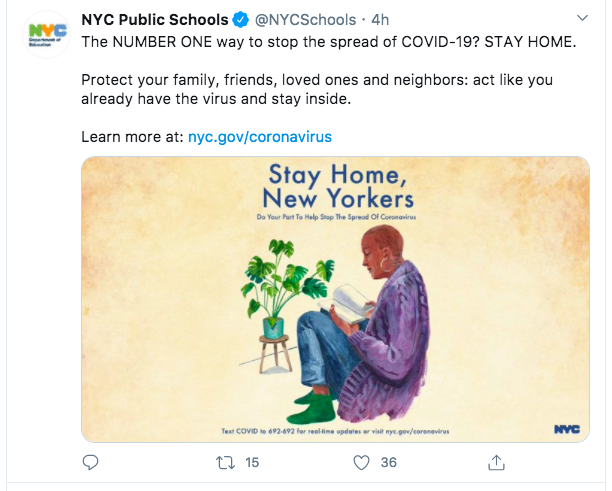 NYC Public Schools @NYCSchools · 4h
The NUMBER ONE way to stop the spread of COVID-19? STAY HOME.
Protect your family, friends, loved ones and neighbors: act like you
already have the virus and stay inside.
Learn more at: nyc.gov/coronavirus
NYC
Department of
Education
Stay Home,
New Yorkers
Do Your Part To Help Stop The Spread Of Coronavirus
Text COVID to 692-692 for real-time updates or visit nyc.gov/coronavirus
NYC
15
36